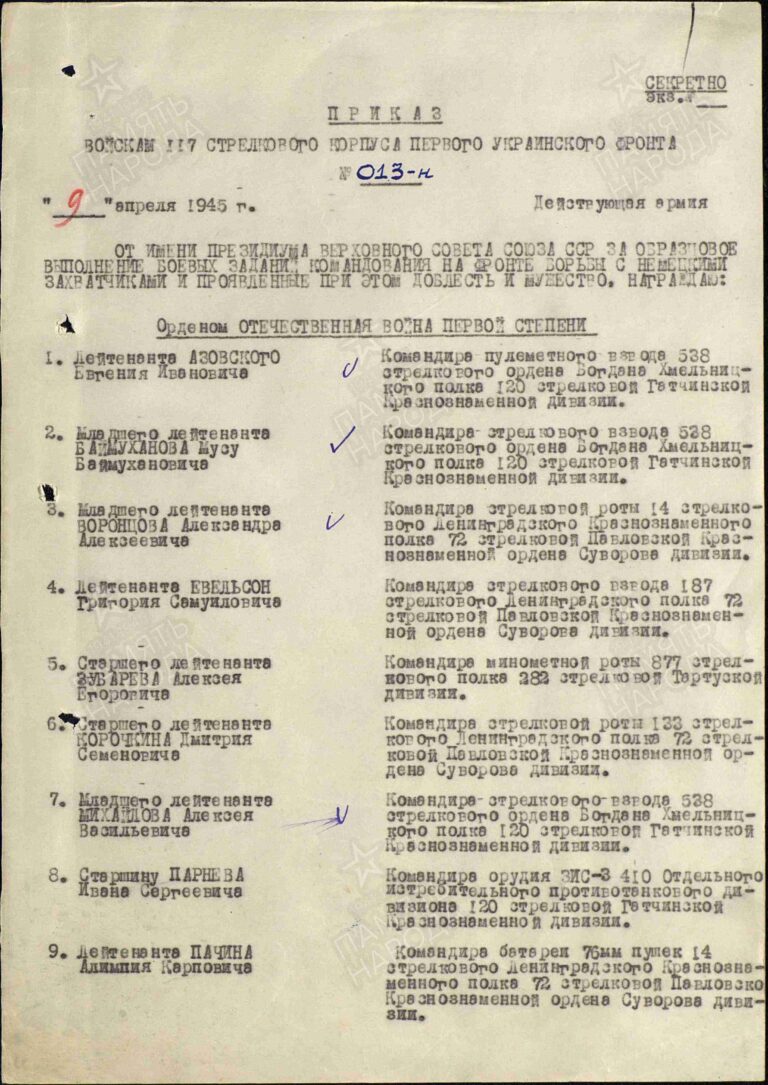 СЕКРЕТНО
экз.№
ПРИКАЗ
ВОЙСКАМ 117 СТРЕЛКОВОГО КОРПУСА ПЕРВОГО УКРАИНСКОГО ФРОНТА
№ 013-н
"9"апреля 1945 г. Действующая армия
ОТ ИМЕНИ ПРЕЗИДИУМА ВЕРХОВНОГО СОВЕТА СОЮЗА ССР ЗА ОБРАЗЦОВОЕ
ВЫПОЛНЕНИЕ БОЕВЫХ ЗАДАНИЙ КОМАНДОВАНИЯ НА ФРОНТЕ БОРЬБЫ С НЕМЕЦКИМИ
ЗАХВАТЧИКАМИ И ПРОЯВЛЕННЫЕ ПРИ ЭТОМ ДОБЛЕСТЬ И МУЖЕСТВО, НАГРАЖДАЮ:
Орденом ОТЕЧЕСТВЕННАЯ ВОЙНА ПЕРВОЙ СТЕПЕНИ
1. Лейтенанта АЗОВСКОГО
Евгения Ивановича
Командира пулеметного взвода 538
стрелкового ордена Богдана Хмельниц-
кого полка 120 стрелковой Гатчинской
Краснознаменной дивизии.
2. Младшего лейтенанта
БАЙМУХАНОВА Мусу
Баймухановича
Командира стрелкового взвода 538
стрелкового ордена Богдана Хмельниц-
кого полка 120 стрелковой Гатчинской
Краснознаменной дивизии.
3. Младшего лейтенанта
ВОРОНЦОВА Александра
Алексеевича
Командира стрелковой роты 14 стрелко-
вого Ленинградского Краснознаменного
полка 72 стрелковой Павловской Крас-
нознаменной ордена Суворова дивизии.
4. Лейтенанта ЕВЕЛЬСОН
Григория Самуиловича
Командира стрелкового взвода 187
стрелкового Ленинградского полка 72
стрелковой Павловской Краснознамен-
ной ордена Суворова дивизии.
5. Старшего лейтенанта
ЗУБАРЕВА Алексея
Егоровича
Командира минометной роты 877 стрел-
кового полка 282 стрелковой Тартуской
дивизии.
6. Старшего лейтенанта
КОРОЧКИНА Дмитрия
Семеновича
Командира стрелковой роты 133 стрел-
кового Ленинградского полка 72 стрел-
ковой Павловской Краснознаменной ор-
дена Суворова дивизии.
7. Младшего лейтенанта
МИХАЙЛОВА Алексея
Васильевича
Командира стрелкового взвода 538
стрелкового ордена Богдана Хмельниц-
кого полка 120 стрелковой Гатчинской
Краснознаменной дивизии.
8. Старшину ПАРНЕВА
Ивана Сергеевича
Командира орудия ЗИС-3 410 Отдельного
истребительного противотанкового ди-
визиона 120 стрелковой Гатчинской
Краснознаменной дивизии.
9. Лейтенанта ПАЧИНА
Алимпия Карповича
Командира батареи 76мм пушек 14
стрелкового Ленинградского Краснозна-
менного полка 72 стрелковой Павловско
Краснознаменной ордена Суворова диви-
зии.